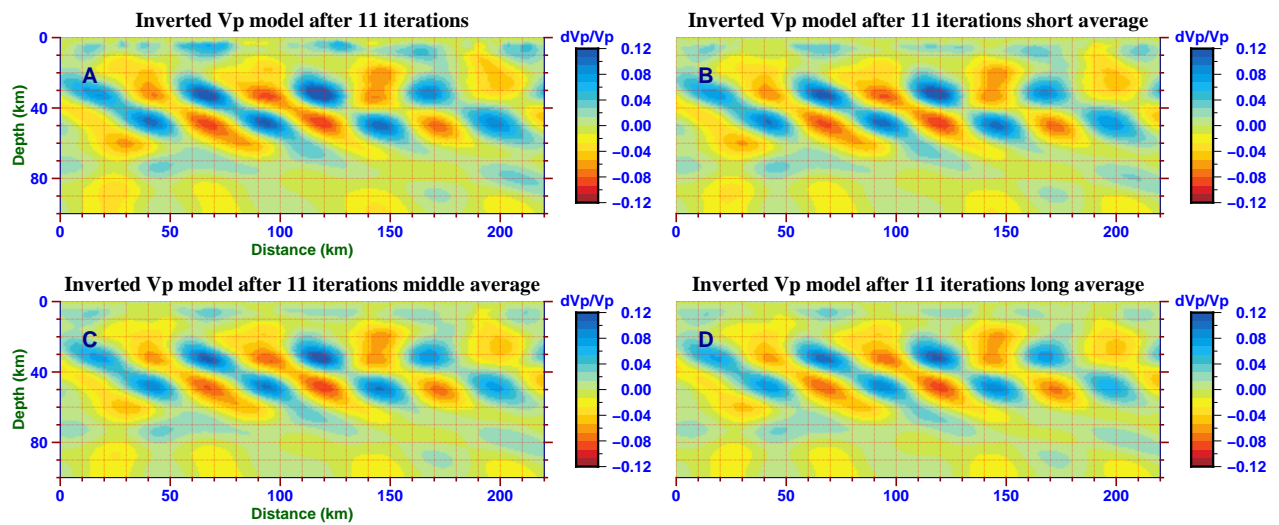 Inverted Vp model after 11 iterations
dVp/Vp
0
40
80
Depth (km)
A
0.12
0.08
0.04
0.00
−0.04
−0.08
−0.12
0 50 100 150 200
Distance (km)
Inverted Vp model after 11 iterations short average
dVp/Vp
B
0.12
0.08
0.04
0.00
−0.04
−0.08
−0.12
0 50 100 150 200
Inverted Vp model after 11 iterations middle average
dVp/Vp
0
40
80
Depth (km)
C
0.12
0.08
0.04
0.00
−0.04
−0.08
−0.12
0 50 100 150 200
Distance (km)
Inverted Vp model after 11 iterations long average
dVp/Vp
D
0.12
0.08
0.04
0.00
−0.04
−0.08
−0.12
0 50 100 150 200